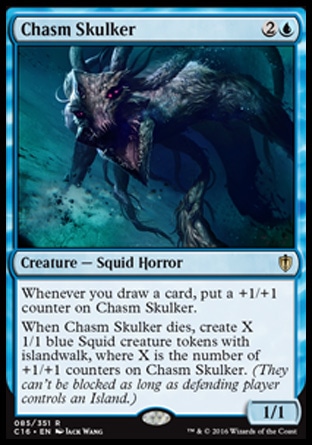 Chasm Skulker 2
Creature — Squid Horror
Whenever you draw a card, put a +1/+1
counter on Chasm Skulker.
When Chasm Skulker dies, create X
1/1 blue Squid creature tokens with
islandwalk, where X is the number of
+1/+1 counters on Chasm Skulker. (They
can't be blocked as long as defending player
controls an Island.)
1/1
085/351 R
C16 • EN Jack Wang
™ & © 2016 Wizards of the Coast